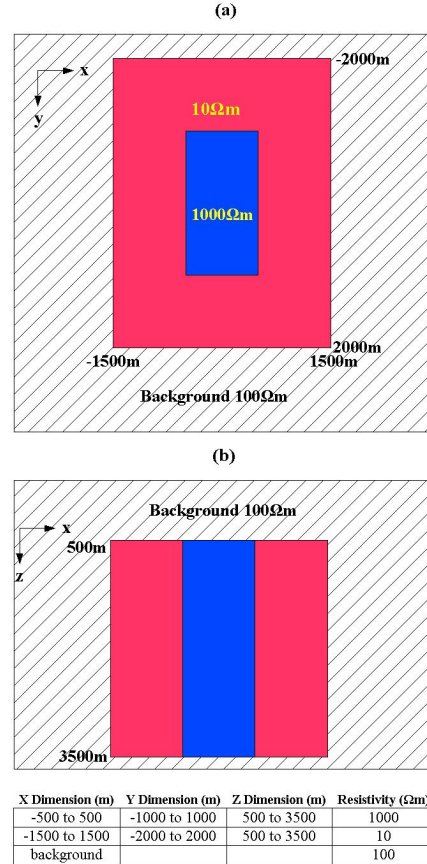 (a)
x
y
-2000m
10Ωm
1000Ωm
2000m
-1500m 1500m
Background 100Ωm
(b)
Background 100Ωm
x
500m
z
3500m
X Dimension (m) Y Dimension (m) Z Dimension (m) Resistivity (Ωm)
-500 to 500 -1000 to 1000 500 to 3500 1000
-1500 to 1500 -2000 to 2000 500 to 3500 10
background 100